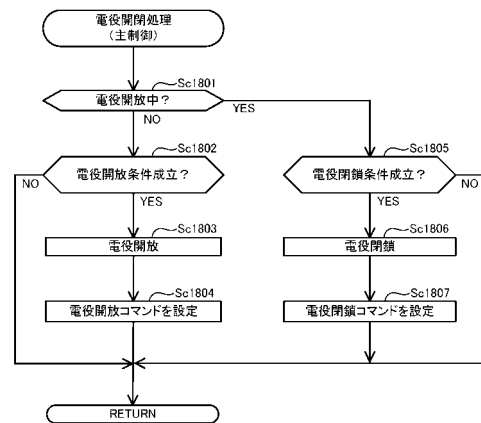 電役開閉処理
(主制御)
Sc1801
電役開放中？
YES
NO
Sc1802
電役開放条件成立？
NO
YES
Sc1805
電役閉鎖条件成立？
NO
YES
Sc1803
電役開放
Sc1806
電役閉鎖
Sc1804
電役開放コマンドを設定
Sc1807
電役閉鎖コマンドを設定
RETURN